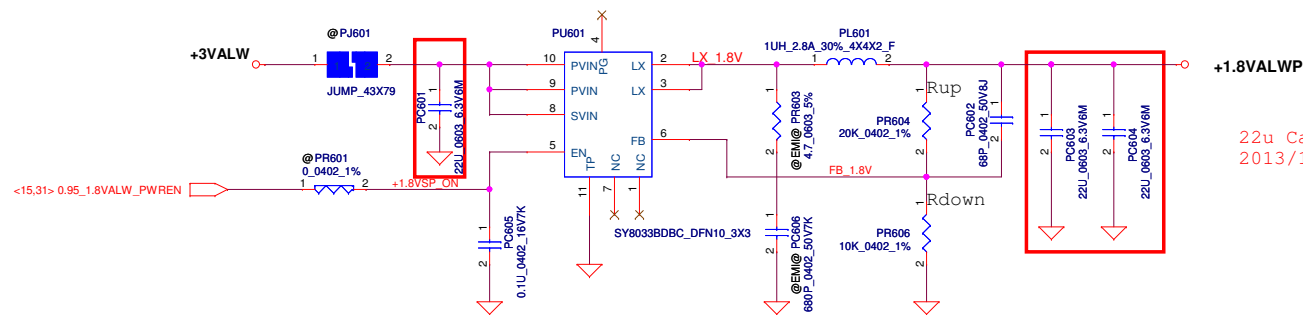 @PJ601
+3VALW
1
2
JUMP_43X79
PC601
1
2
22U_0603_6.3V6M
@PR601
0_0402_1%
<15,31> 0.95_1.8VALW_PWREN
1
2
+1.8VSP_ON
1
2
PC605
0.1U_0402_16V7K
PU601
4
PG
10
PVIN
9
PVIN
8
SVIN
5
EN
TP
NC
NC
11
7
1
LX
2
LX
3
FB
6
SY8033BDBC_DFN10_3X3
LX_1.8V
PL601
1UH_2.8A_30%_4X4X2_F
1
2
1
2
@EMI@ PR603
4.7_0603_5%
1
2
@EMI@ PC606
680P_0402_50V7K
FB_1.8V
Rup
1
2
PR604
20K_0402_1%
1
2
PC602
68P_0402_50V8J
Rdown
1
2
PR606
10K_0402_1%
1
2
PC603
22U_0603_6.3V6M
1
2
PC604
22U_0603_6.3V6M
+1.8VALWP
22u Ca
2013/1